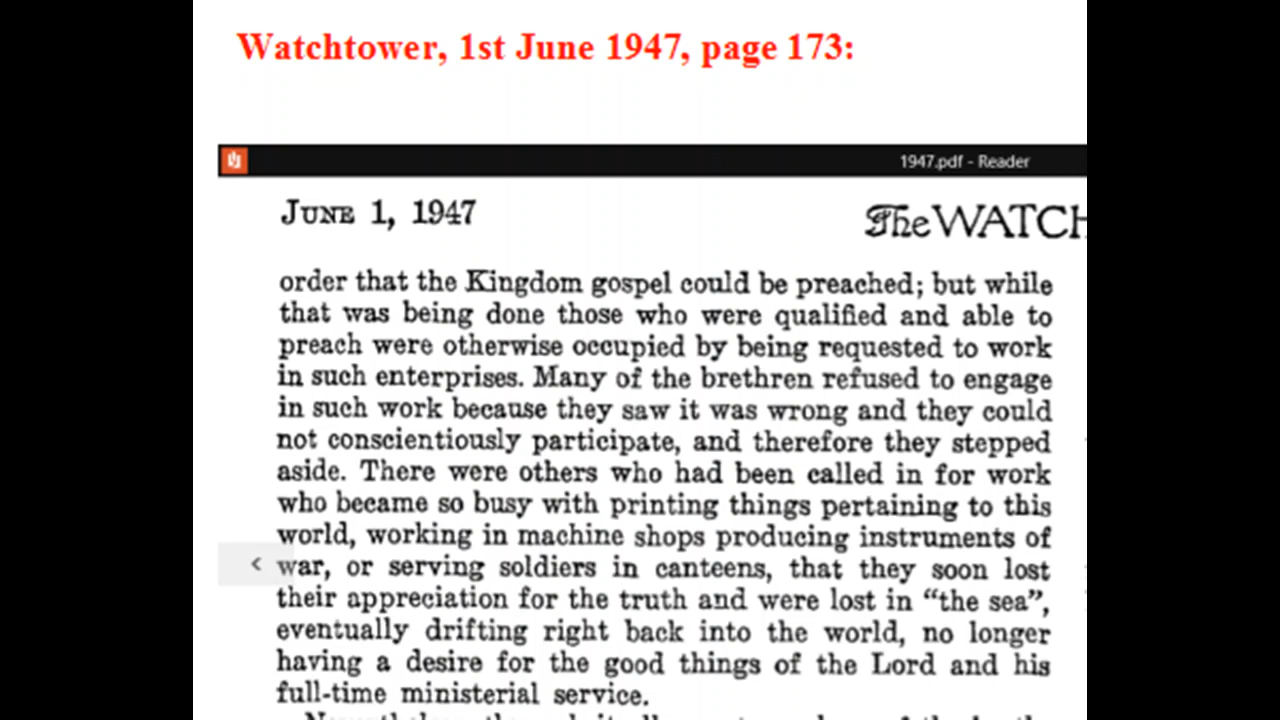 Watchtower, 1st June 1947, page 173:
1947.pdf - Reader
JUNE 1, 1947
The WATCH
order that the Kingdom gospel could be preached; but while
that was being done those who were qualified and able to
preach were otherwise occupied by being requested to work
in such enterprises. Many of the brethren refused to engage
in such work because they saw it was wrong and they could
not conscientiously participate, and therefore they stepped
aside. There were others who had been called in for work
who became so busy with printing things pertaining to this
world, working in machine shops producing instruments of
war, or serving soldiers in canteens, that they soon lost
their appreciation for the truth and were lost in “the sea”,
eventually drifting right back into the world, no longer
having a desire for the good things of the Lord and his
full-time ministerial service.